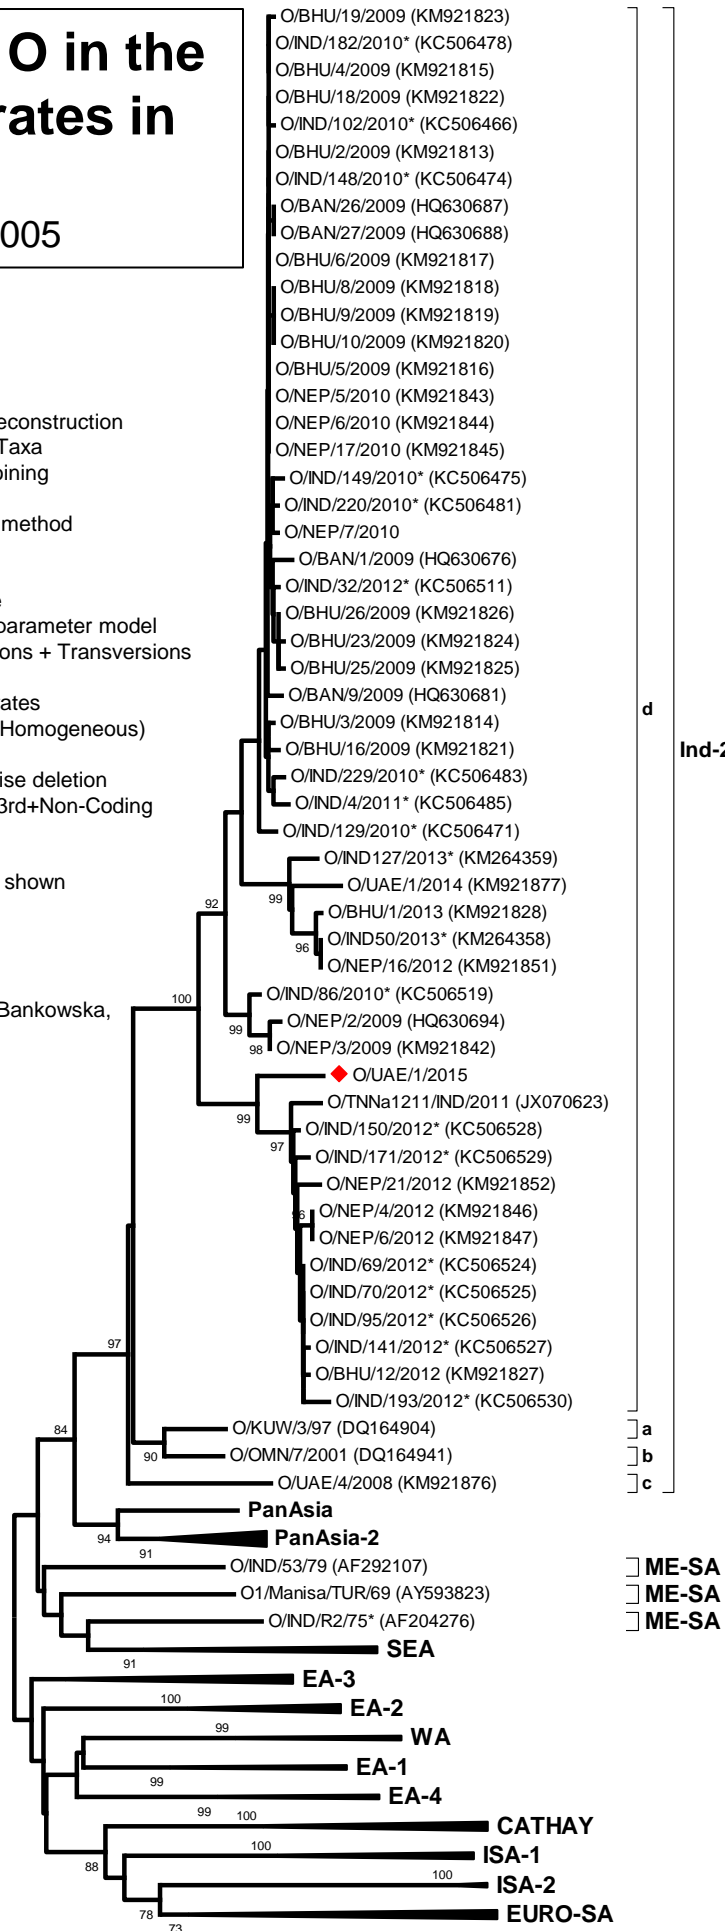 O in the
rates in
005
econstruction
Taxa
method
parameter model
ons + Transversions
rates
Homogeneous)
ise deletion
3rd+Non-Coding
shown
Bankowska,
O/BHU/19/2009 (KM921823)
O/IND/182/2010* (KC506478)
O/BHU/4/2009 (KM921815)
O/BHU/18/2009 (KM921822)
O/IND/102/2010* (KC506466)
O/BHU/2/2009 (KM921813)
O/IND/148/2010* (KC506474)
O/BAN/26/2009 (HQ630687)
O/BAN/27/2009 (HQ630688)
O/BHU/6/2009 (KM921817)
O/BHU/8/2009 (KM921818)
O/BHU/9/2009 (KM921819)
O/BHU/10/2009 (KM921820)
O/BHU/5/2009 (KM921816)
O/NEP/5/2010 (KM921843)
O/NEP/6/2010 (KM921844)
O/NEP/17/2010 (KM921845)
O/IND/149/2010* (KC506475)
O/IND/220/2010* (KC506481)
O/NEP/7/2010
O/BAN/1/2009 (HQ630676)
O/IND/32/2012* (KC506511)
O/BHU/26/2009 (KM921826)
O/BHU/23/2009 (KM921824)
O/BHU/25/2009 (KM921825)
O/BAN/9/2009 (HQ630681)
d
O/BHU/3/2009 (KM921814)
O/BHU/16/2009 (KM921821)
Ind-2
O/IND/229/2010* (KC506483)
O/IND/4/2011* (KC506485)
O/IND/129/2010* (KC506471)
O/IND127/2013* (KM264359)
O/UAE/1/2014 (KM921877)
99
92
O/BHU/1/2013 (KM921828)
O/IND50/2013* (KM264358)
96
O/NEP/16/2012 (KM921851)
O/IND/86/2010* (KC506519)
100
O/NEP/2/2009 (HQ630694)
99
O/NEP/3/2009 (KM921842)
98
O/UAE/1/2015
O/TNNa1211/IND/2011 (JX070623)
99
O/IND/150/2012* (KC506528)
97
O/IND/171/2012* (KC506529)
O/NEP/21/2012 (KM921852)
O/NEP/4/2012 (KM921846)
O/NEP/6/2012 (KM921847)
O/IND/69/2012* (KC506524)
O/IND/70/2012* (KC506525)
O/IND/95/2012* (KC506526)
O/IND/141/2012* (KC506527)
97
O/BHU/12/2012 (KM921827)
O/IND/193/2012* (KC506530)
O/KUW/3/97 (DQ164904)
a
84
O/OMN/7/2001 (DQ164941)
b
90
O/UAE/4/2008 (KM921876)
c
PanAsia
PanAsia-2
94
91
O/IND/53/79 (AF292107)
ME-SA
O1/Manisa/TUR/69 (AY593823)
ME-SA
O/IND/R2/75* (AF204276)
ME-SA
SEA
91
EA-3
100
EA-2
99
WA
EA-1
99
EA-4
99
100
CATHAY
100
ISA-1
88
100
ISA-2
78
EURO-SA
73